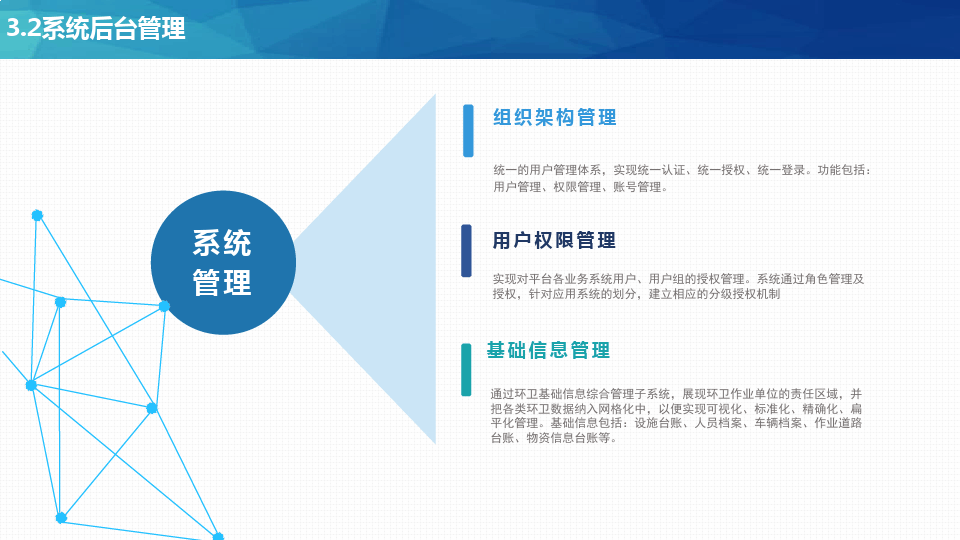 3.2系统后台管理
系统
管理
组织架构管理
统一的用户管理体系，实现统一认证、统一授权、统一登录。功能包括：
用户管理、权限管理、账号管理。
用户权限管理
实现对平台各业务系统用户、用户组的授权管理。系统通过角色管理及
授权，针对应用系统的划分，建立相应的分级授权机制
基础信息管理
通过环卫基础信息综合管理子系统，展现环卫作业单位的责任区域，并
把各类环卫数据纳入网格化中，以便实现可视化、标准化、精确化、扁
平化管理。基础信息包括：设施台账、人员档案、车辆档案、作业道路
台账、物资信息台账等。